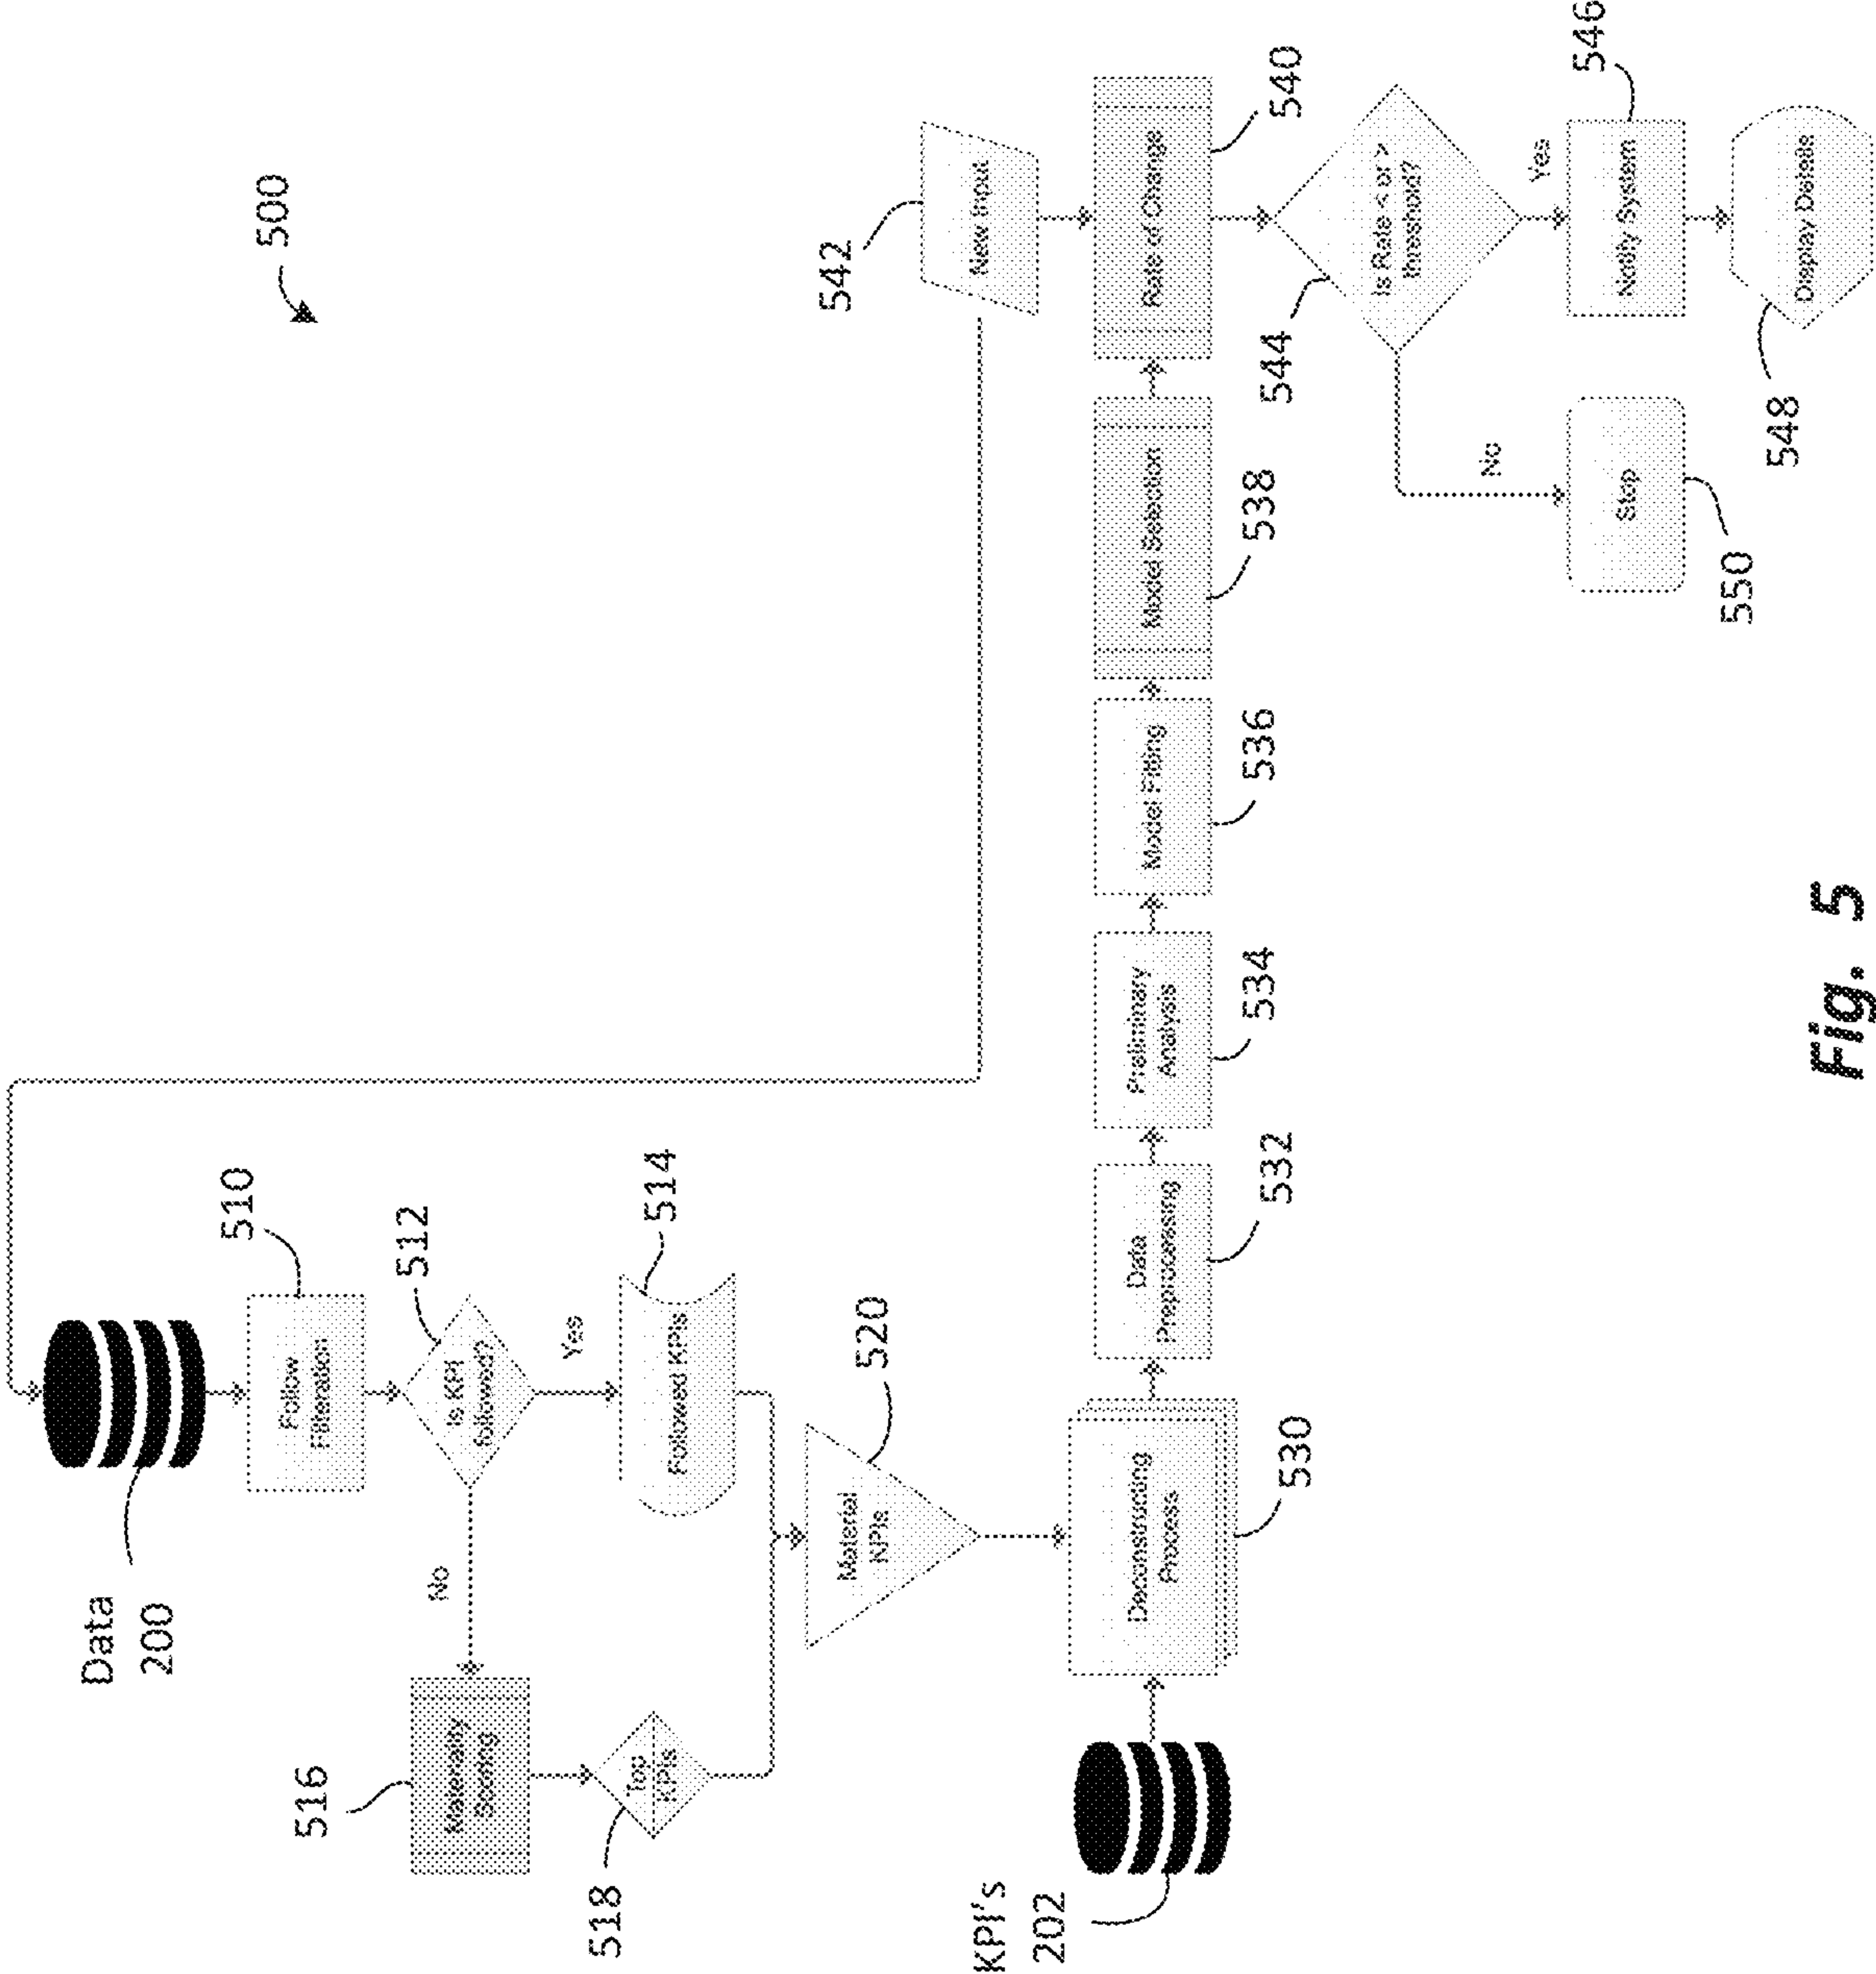 500
Data
200
510
Follow
Filteration
512
Is KPI
followed?
Yes
No
514
Followed KPIs
516
Materiality
Scoring
518
Top
KPIs
520
Material
KPIs
KPI's
202
Deconstructing
Process
530
Data
Preprocessing
532
Preliminary
Analysis
534
Model Fitting
536
Model Selection
538
542
New Input
Rate of Change
540
544
Is Rate < or >
threshold?
No
Yes
Stop
550
Notify System
546
Display Details
548
Fig. 5